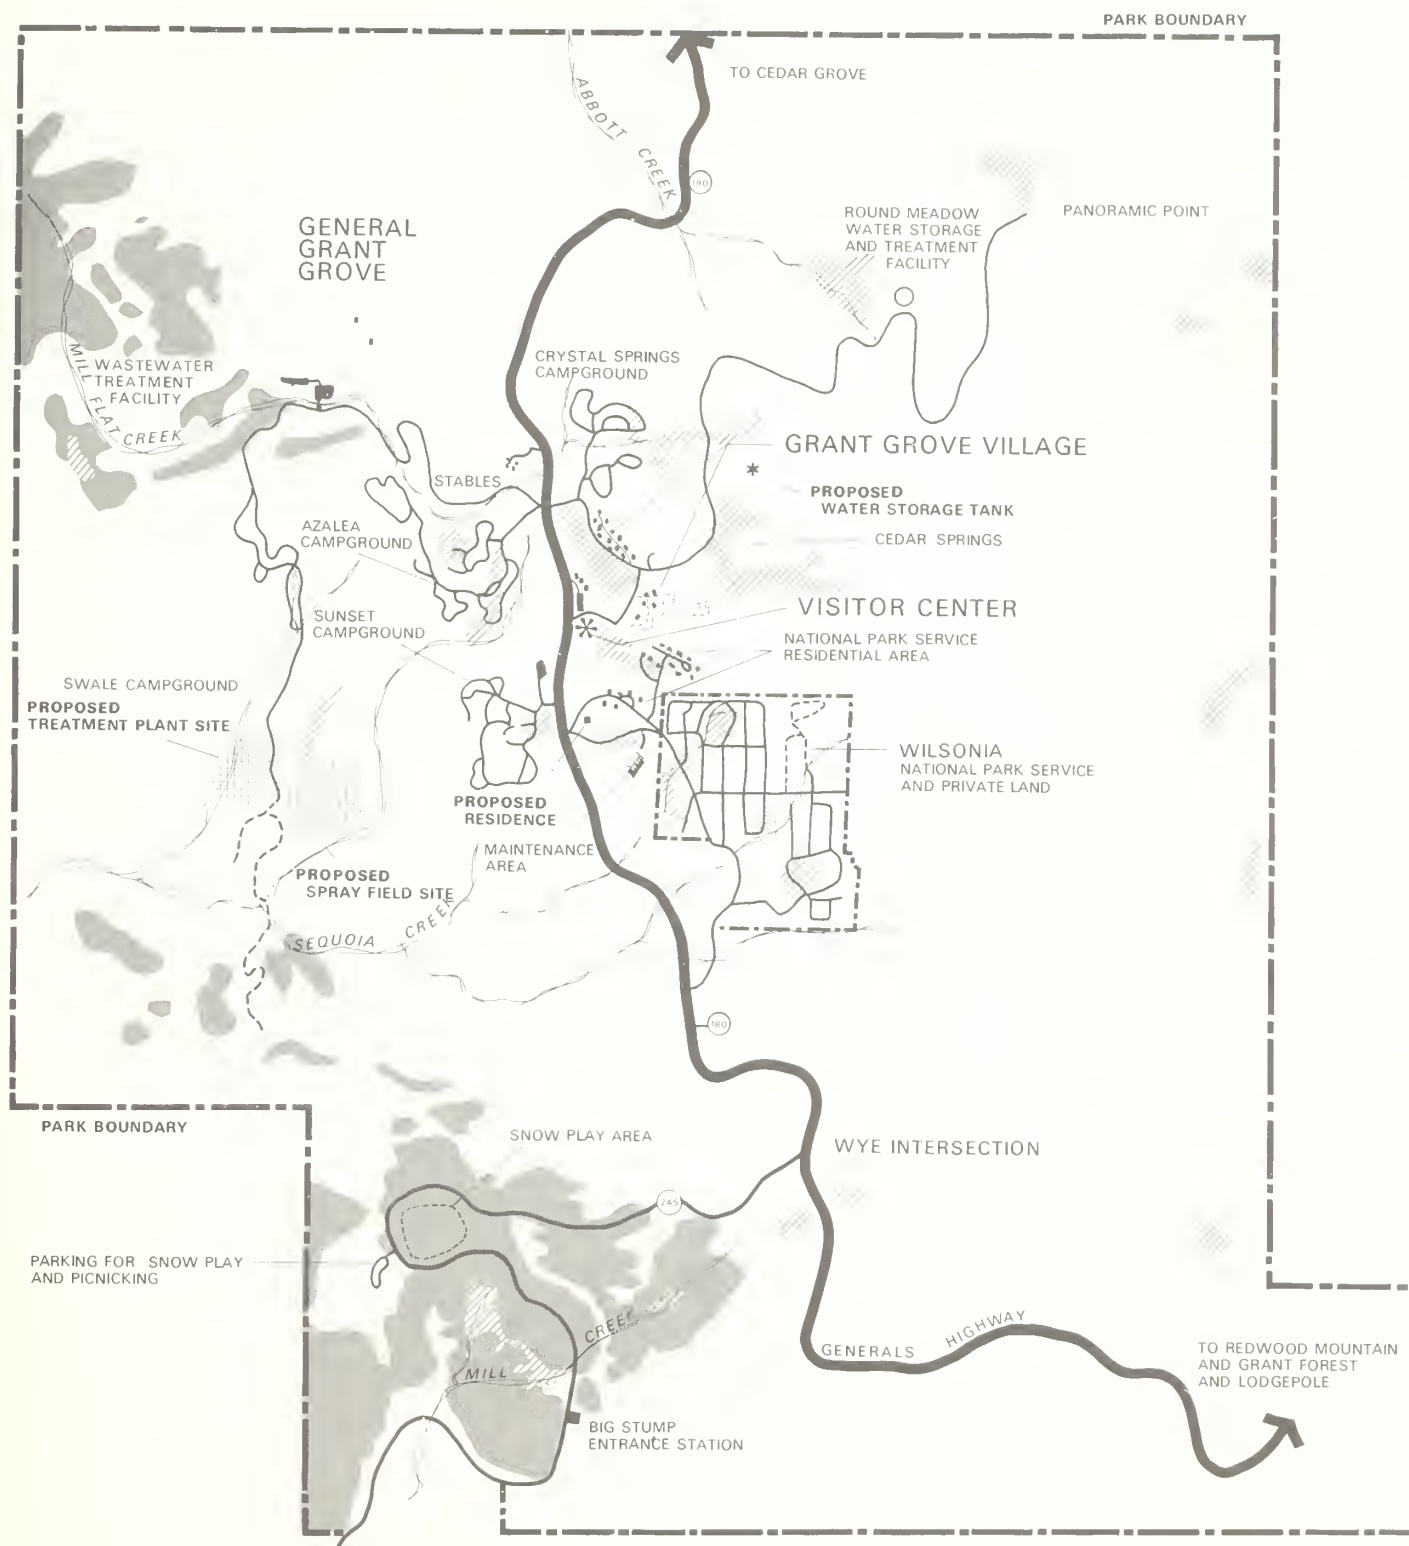 PARK BOUNDARY
TO CEDAR GROVE
ABBOTT CREEK
180
ROUND MEADOW
WATER STORAGE
AND TREATMENT
FACILITY
PANORAMIC POINT
GENERAL
GRANT
GROVE
CRYSTAL SPRINGS
CAMPGROUND
WASTEWATER
TREATMENT
FACILITY
MILL FLAT CREEK
GRANT GROVE VILLAGE
STABLES
PROPOSED
WATER STORAGE TANK
AZALEA
CAMPGROUND
CEDAR SPRINGS
SUNSET
CAMPGROUND
VISITOR CENTER
NATIONAL PARK SERVICE
RESIDENTIAL AREA
SWALE CAMPGROUND
PROPOSED
TREATMENT PLANT SITE
WILSONIA
NATIONAL PARK SERVICE
AND PRIVATE LAND
PROPOSED
RESIDENCE
MAINTENANCE
AREA
PROPOSED
SPRAY FIELD SITE
SEQUOIA CREEK
180
PARK BOUNDARY
SNOW PLAY AREA
WYE INTERSECTION
245
PARKING FOR SNOW PLAY
AND PICNICKING
MILL CREEK
GENERALS HIGHWAY
TO REDWOOD MOUNTAIN
AND GRANT FOREST
AND LODGEPOLE
BIG STUMP
ENTRANCE STATION